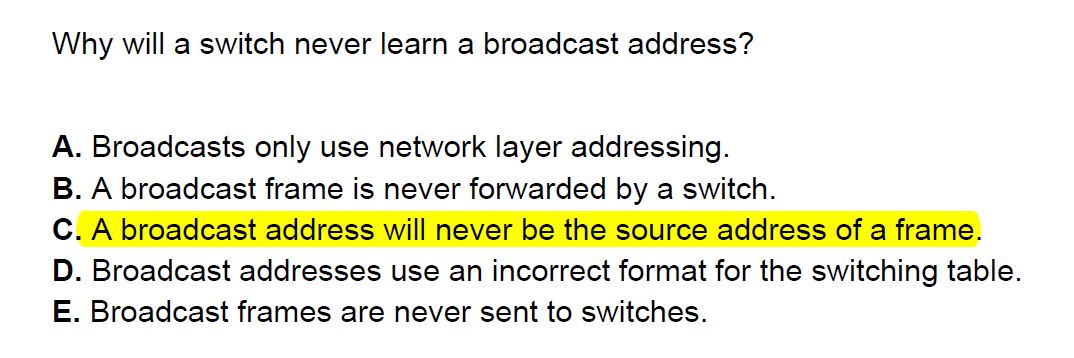 Why will a switch never learn a broadcast address?
A. Broadcasts only use network layer addressing.
B. A broadcast frame is never forwarded by a switch.
C. A broadcast address will never be the source address of a frame.
D. Broadcast addresses use an incorrect format for the switching table.
E. Broadcast frames are never sent to switches.